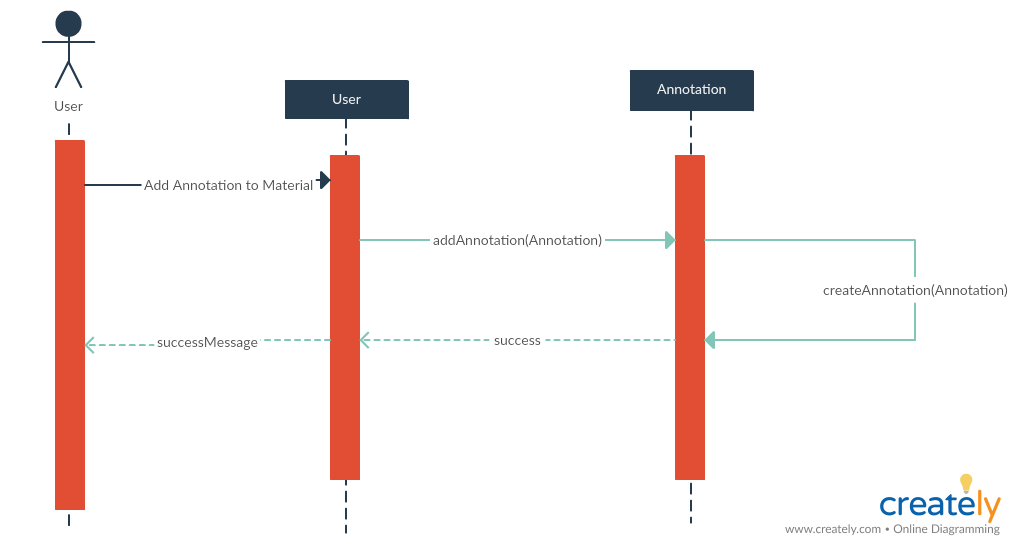 User
User
Annotation
Add Annotation to Material
addAnnotation(Annotation)
createAnnotation(Annotation)
successMessage
success
creately
www.creately.com • Online Diagramming